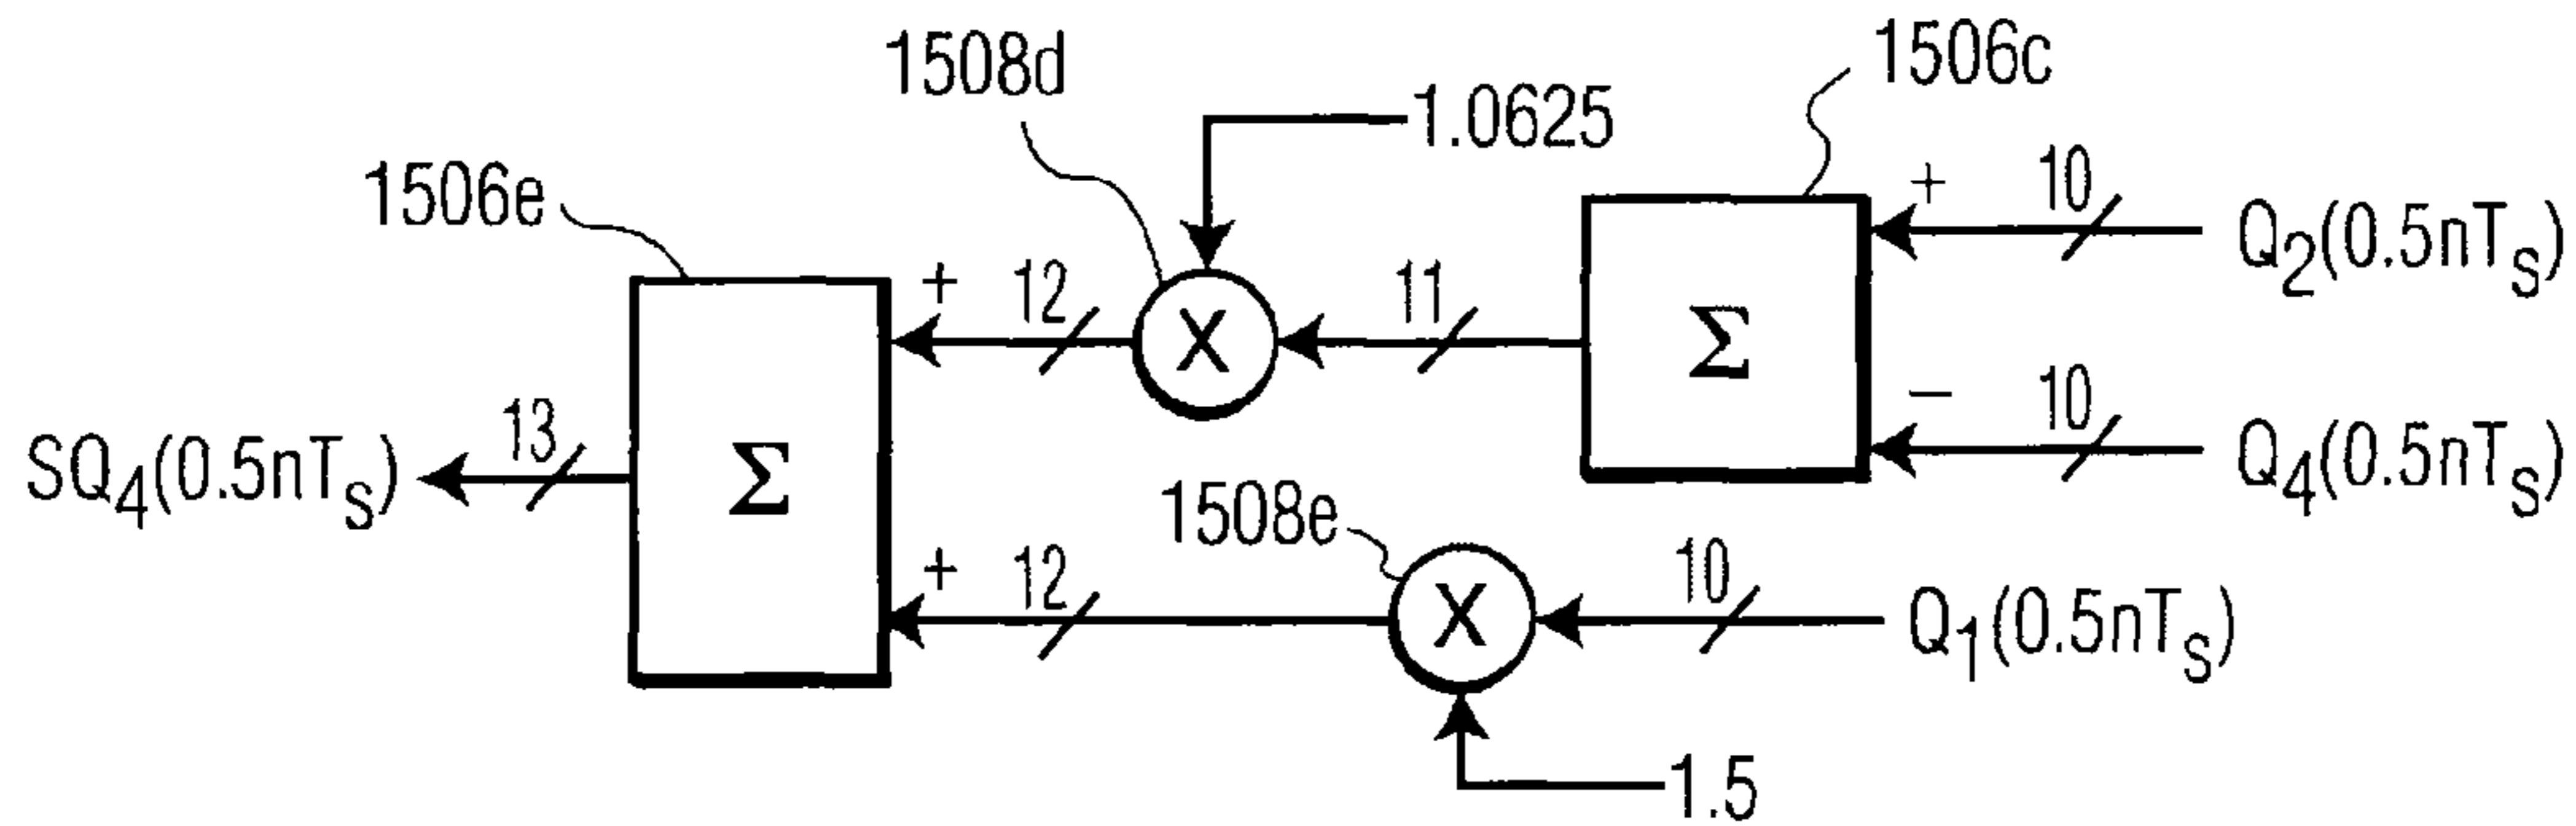 1508d
1506c
1.0625
1506e
+
10
Q2(0.5nTS)
+
12
X
11
Σ
−
10
Q4(0.5nTS)
13
SQ4(0.5nTS)
Σ
1508e
+
12
X
10
Q1(0.5nTS)
1.5